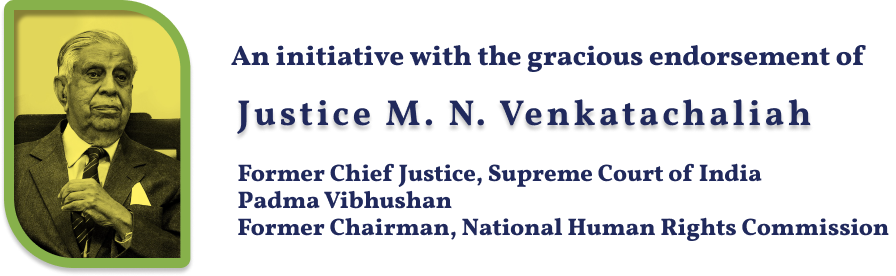 An initiative with the gracious endorsement of
Justice M. N. Venkatachaliah
Former Chief Justice, Supreme Court of India
Padma Vibhushan
Former Chairman, National Human Rights Commission